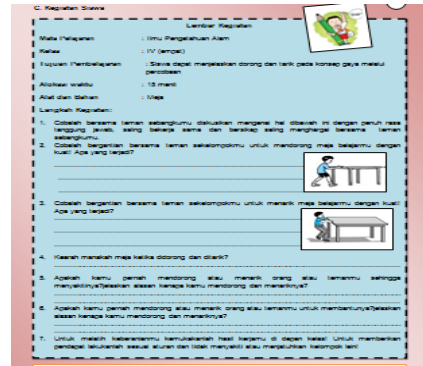 C. Kegiatan Siswa
Lembar Kegiatan
Mata Pelajaran : Ilmu Pengetahuan Alam
Kelas : IV (empat)
Tujuan Pembelajaran : Siswa dapat menjelaskan dorong dan tarik pada konsep gaya melalui
percobaan
Alokasi waktu : 15 menit
Alat dan Bahan : Meja
Langkah Kegiatan:
1. Cobalah bersama teman sebangkumu diskusikan mengenai hal dibawah ini dengan penuh rasa
tanggung jawab, saling bekerja sama dan bersikap saling menghargai bersama teman
sebangkumu.
2. Cobalah bergantian bersama teman sekelompokmu untuk mendorong meja belajarmu dengan
kuat! Apa yang terjadi?
3. Cobalah bergantian bersama teman sekelompokmu untuk menarik meja belajarmu dengan kuat!
Apa yang terjadi?
4. Kearah manakah meja ketika didorong dan ditarik?
5. Apakah kamu pernah mendorong atau menarik orang atau temanmu sehingga
menyakitinya?jelaskan alasan kenapa kamu mendorong dan menariknya?
6. Apakah kamu pernah mendorong atau menarik orang atau temanmu untuk membantunya?jelaskan
alasan kenapa kamu mendorong dan menariknya?
7. Untuk melatih keberanianmu kemukakanlah hasil kerjamu di depan kelas! Untuk memberikan
pendapat lakukanlah sesuai aturan dan tidak menyakiti atau menjatuhkan kelompok lain!